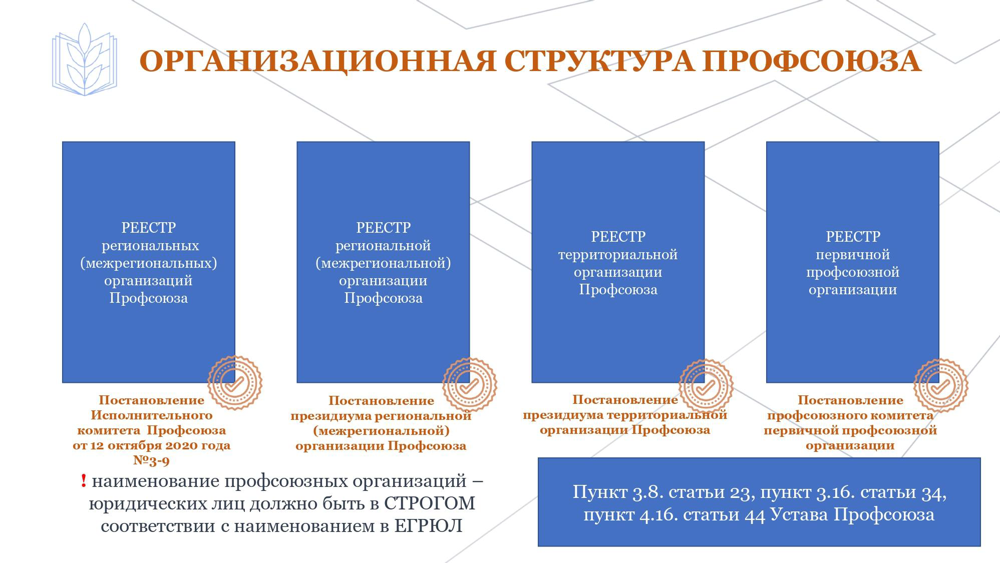 ОРГАНИЗАЦИОННАЯ СТРУКТУРА ПРОФСОЮЗА
РЕЕСТР
региональных
(межрегиональных)
организаций
Профсоюза
РЕЕСТР
региональной
(межрегиональной)
организации
Профсоюза
РЕЕСТР
территориальной
организации
Профсоюза
РЕЕСТР
первичной
профсоюзной
организации
Постановление
Исполнительного
комитета Профсоюза
от 12 октября 2020 года
№3-9
Постановление
президиума региональной
(межрегиональной)
организации Профсоюза
Постановление
президиума территориальной
организации Профсоюза
Постановление
профсоюзного комитета
первичной профсоюзной
организации
! наименование профсоюзных организаций –
юридических лиц должно быть в СТРОГОМ
соответствии с наименованием в ЕГРЮЛ
Пункт 3.8. статьи 23, пункт 3.16. статьи 34,
пункт 4.16. статьи 44 Устава Профсоюза